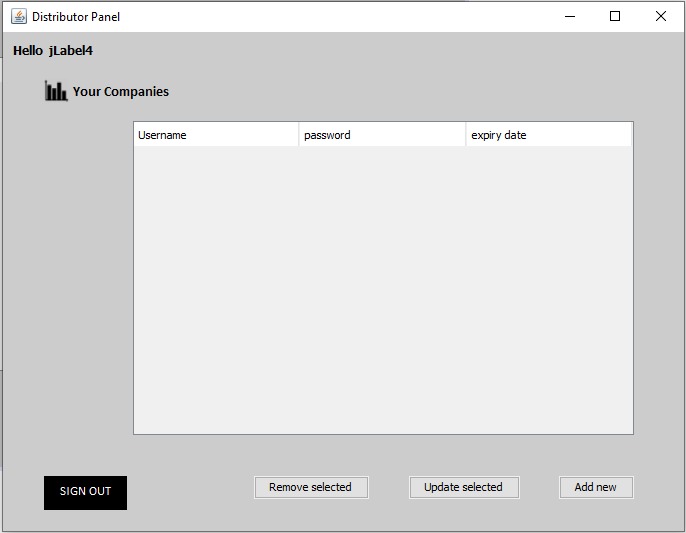 Distributor Panel
Hello jLabel4
Your Companies
Username password expiry date
SIGN OUT Remove selected Update selected Add new